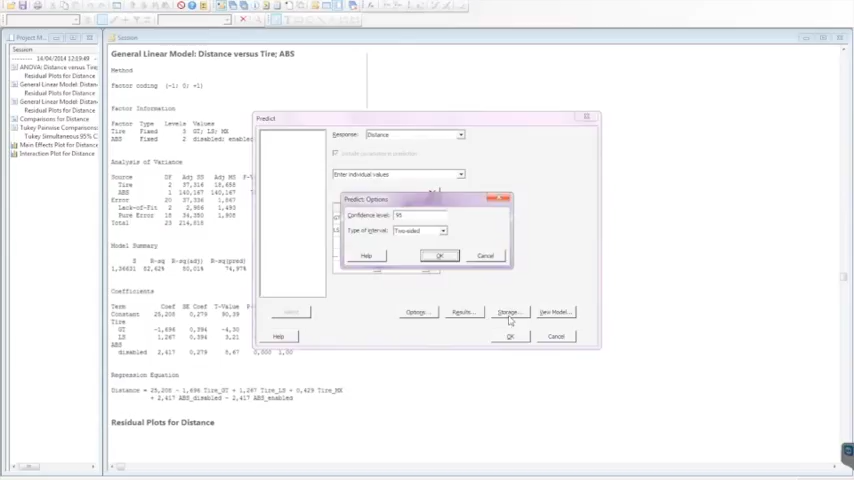 Project M...
Session
Session
14/04/2014 12:19:49
ANOVA: Distance versus Tire;
Residual Plots for Distance
General Linear Model: Distance
Residual Plots for Distance
General Linear Model: Distance
Residual Plots for Distance
Comparisons for Distance
Tukey Pairwise Comparisons:
Tukey Simultaneous 95% C
Main Effects Plot for Distance
Interaction Plot for Distance
General Linear Model: Distance versus Tire; ABS
Method
Factor coding (-1; 0; +1)
Factor Information
Factor Type Levels Values
Tire Fixed 3 GT; LS; MX
ABS Fixed 2 disabled; enable
Analysis of Variance
Source DF Adj SS Adj MS F-V
Tire 2 37,316 18,658
ABS 1 140,167 140,167
Error 20 37,336 1,867
Lack-of-Fit 2 2,986 1,493
Pure Error 18 34,350 1,908
Total 23 214,818
Model Summary
S R-sq R-sq(adj) R-sq(pred)
1,36631 82,62% 80,01% 74,97%
Coefficients
Term Coef SE Coef T-Value P-
Constant 25,208 0,279 90,39
Tire
GT -1,696 0,394 -4,30
LS 1,267 0,394 3,21
ABS
disabled 2,417 0,279 8,67 0,000 1,00
Regression Equation
Distance = 25,208 - 1,696 Tire_GT + 1,267 Tire_LS + 0,429 Tire_MX
+ 2,417 ABS_disabled - 2,417 ABS_enabled
Residual Plots for Distance
Predict
Response: Distance
Enter individual values
Predict: Options
Confidence level: 95
Type of interval: Two-sided
Help OK Cancel
Select Options... Results... Storage... View Model...
Help OK Cancel